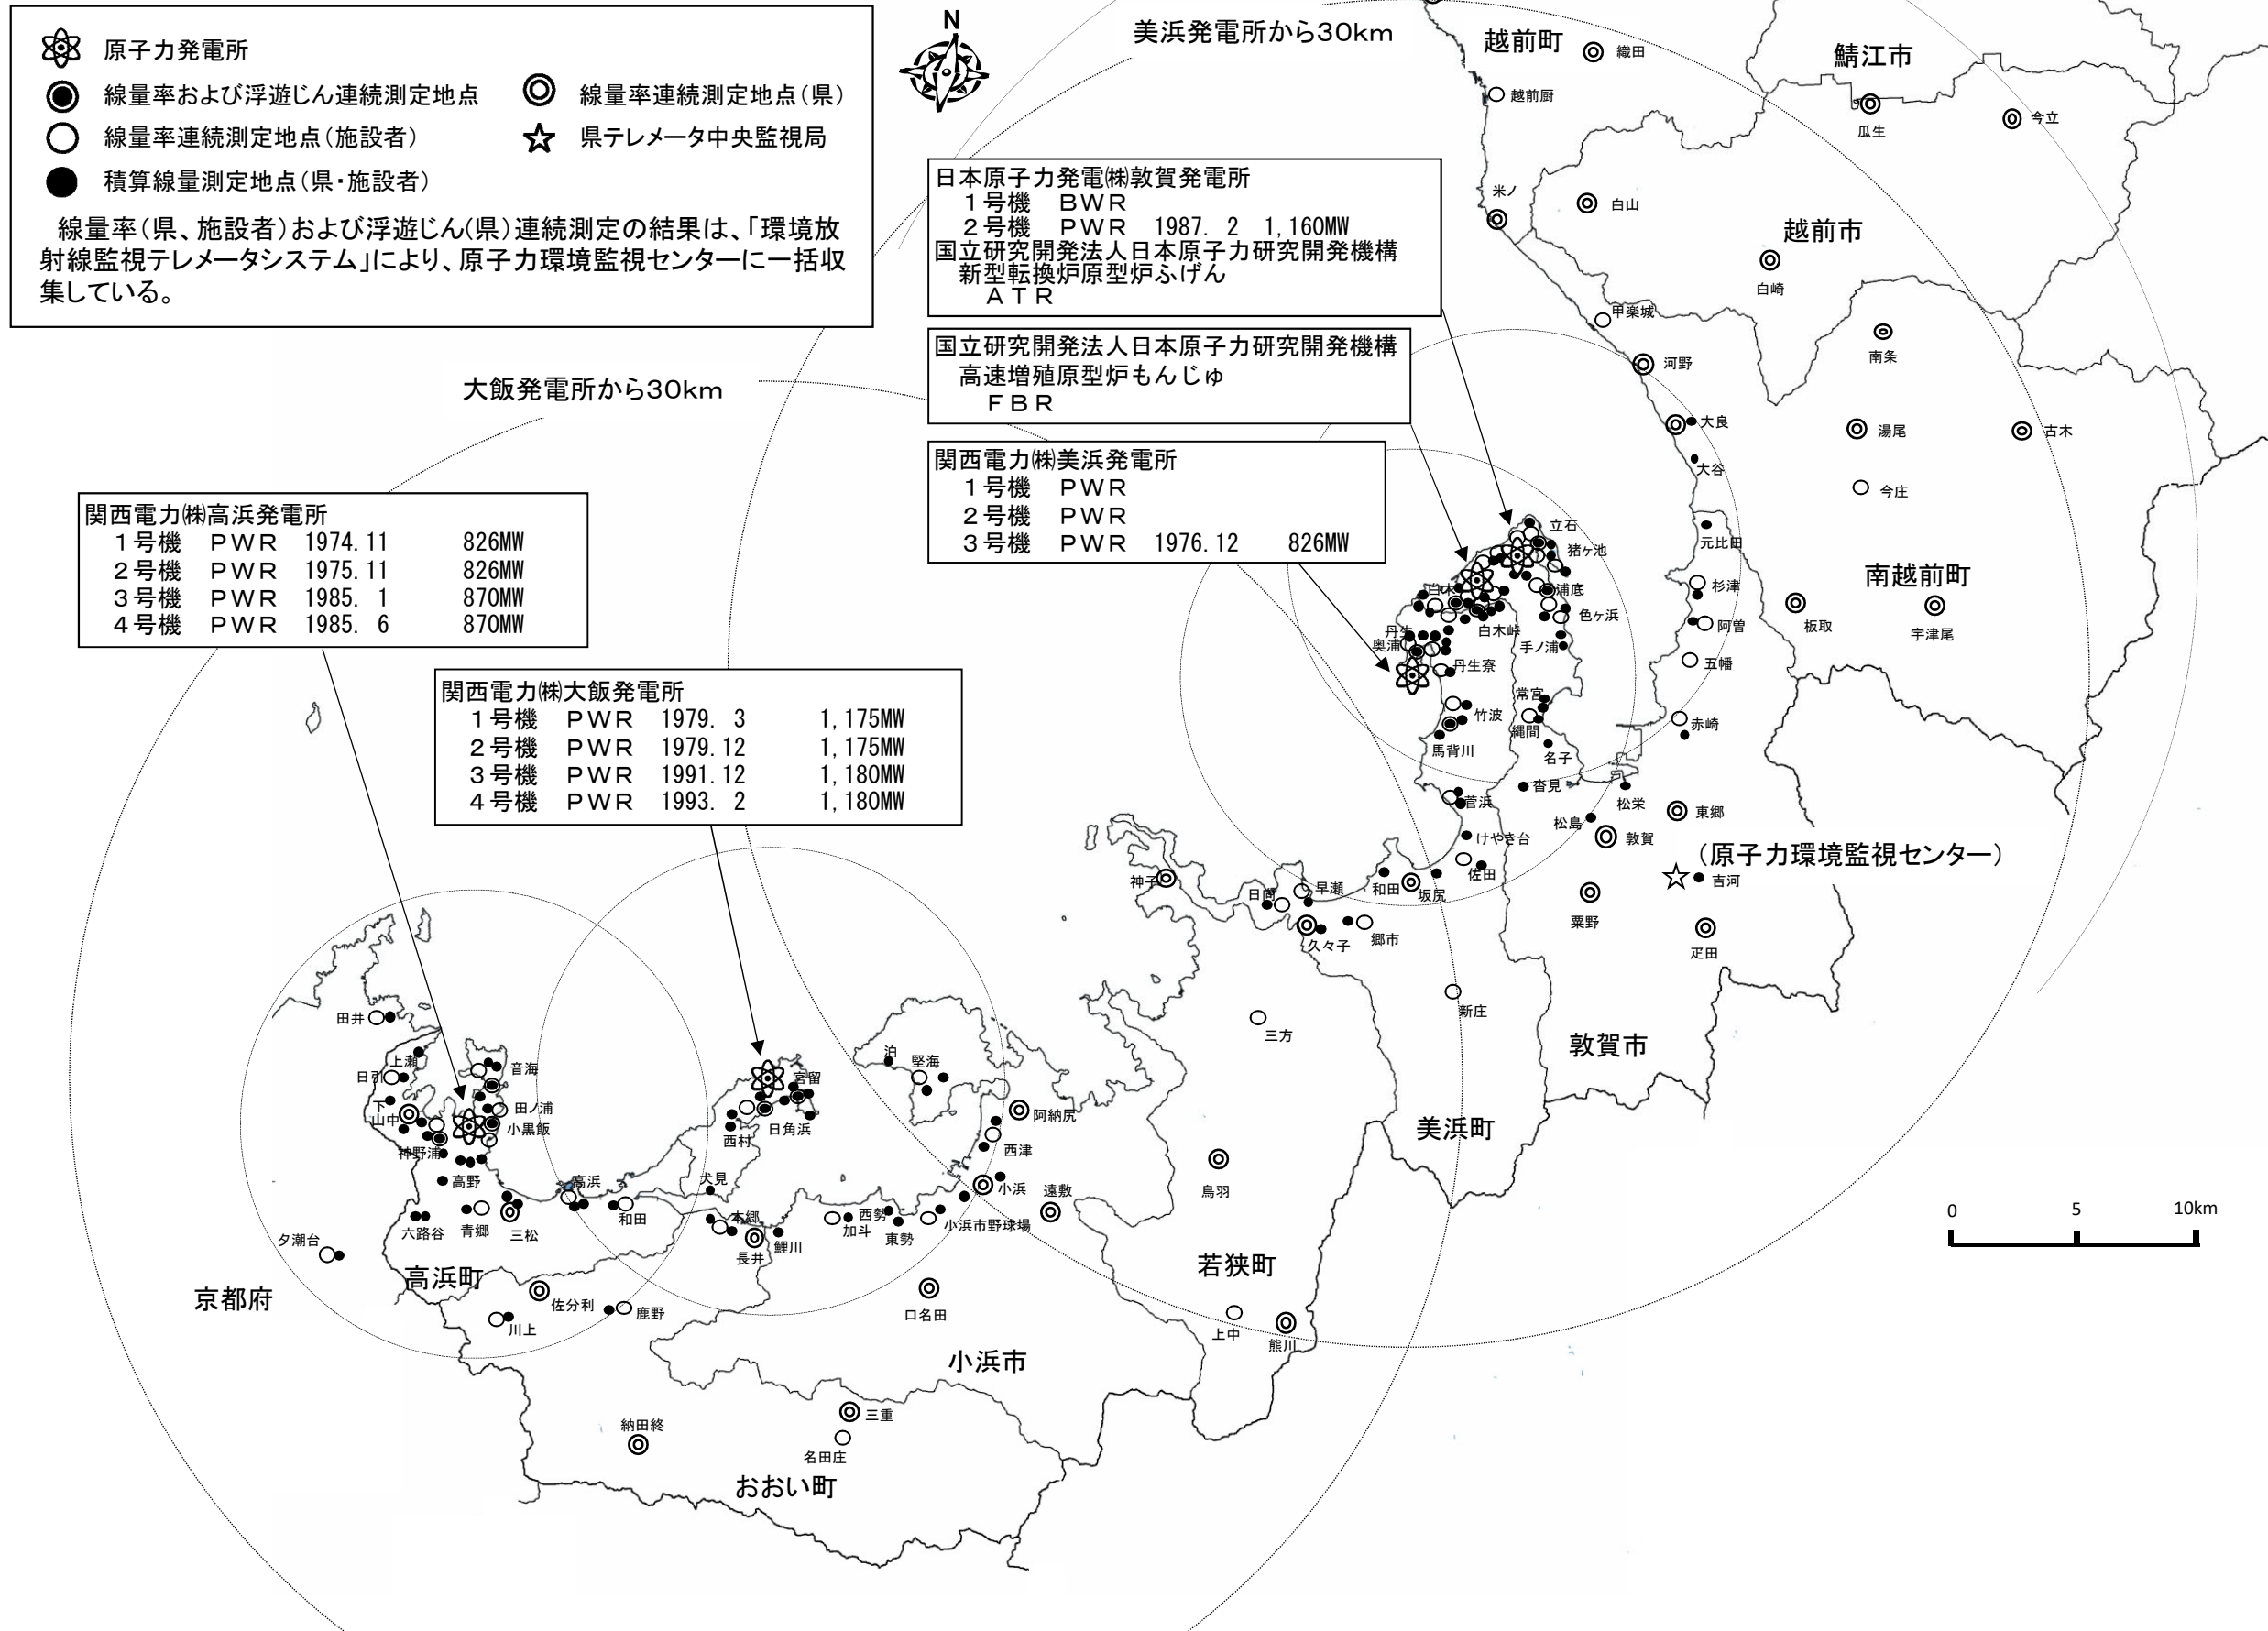 原子力発電所
線量率および浮遊じん連続測定地点
線量率連続測定地点(県)
線量率連続測定地点(施設者)
県テレメータ中央監視局
積算線量測定地点(県・施設者)
線量率(県、施設者)および浮遊じん(県)連続測定の結果は、「環境放
射線監視テレメータシステム」により、原子力環境監視センターに一括収
集している。
N
美浜発電所から30km
大飯発電所から30km
日本原子力発電㈱敦賀発電所
1号機 BWR
2号機 PWR 1987. 2 1,160MW
国立研究開発法人日本原子力研究開発機構
新型転換炉原型炉ふげん
ATR
国立研究開発法人日本原子力研究開発機構
高速増殖原型炉もんじゅ
FBR
関西電力㈱美浜発電所
1号機 PWR
2号機 PWR
3号機 PWR 1976.12 826MW
関西電力㈱高浜発電所
1号機 PWR 1974.11 826MW
2号機 PWR 1975.11 826MW
3号機 PWR 1985. 1 870MW
4号機 PWR 1985. 6 870MW
関西電力㈱大飯発電所
1号機 PWR 1979. 3 1,175MW
2号機 PWR 1979.12 1,175MW
3号機 PWR 1991.12 1,180MW
4号機 PWR 1993. 2 1,180MW
越前町
織田
鯖江市
越前厨
瓜生
今立
米ノ
白山
越前市
白崎
甲楽城
南条
河野
大良
湯尾
古木
大谷
今庄
立石
元比田
猪ヶ池
南越前町
白木
浦底
杉津
色ヶ浜
板取
宇津尾
阿曽
丹生
白木峠
奥浦
手ノ浦
丹生寮
五幡
常宮
竹波
縄間
赤崎
馬背川
名子
沓見
菅浜
松栄
東郷
松島
けやき台
敦賀
(原子力環境監視センター)
佐田
吉河
神子
日向
早瀬
和田
坂尻
粟野
久々子
郷市
疋田
新庄
三方
敦賀市
美浜町
田井
上瀬
日引
音海
下
山中
田ノ浦
小黒飯
神野浦
高野
六路谷
青郷
三松
高浜
和田
夕潮台
京都府
高浜町
佐分利
鹿野
川上
泊
堅海
宮留
西村
日角浜
阿納尻
西津
犬見
本郷
長井
鯉川
加斗
西勢
東勢
小浜
小浜市野球場
遠敷
鳥羽
若狭町
口名田
上中
熊川
小浜市
納田終
三重
名田庄
おおい町
0 5 10km